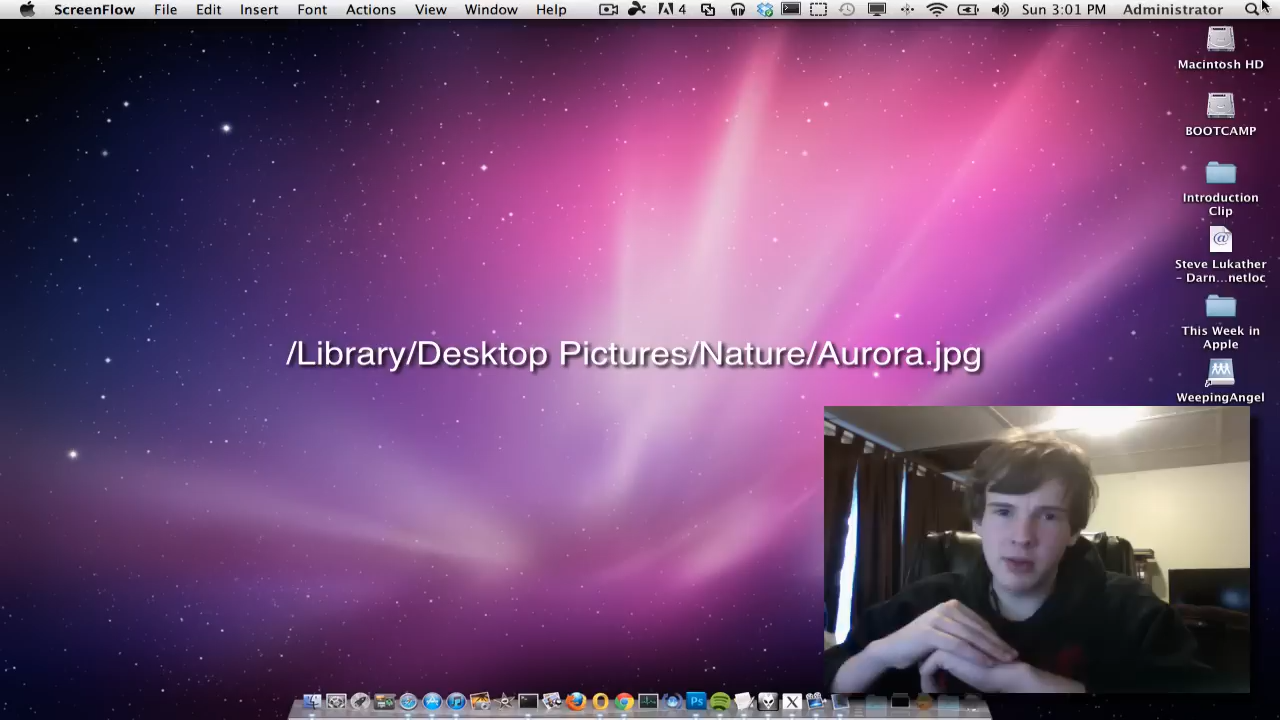 ScreenFlow File Edit Insert Font Actions View Window Help 4 Sun 3:01 PM Administrator
Macintosh HD
BOOTCAMP
Introduction
Clip
@
Steve Lukather
– Darn...netloc
This Week in
Apple
WeepingAngel
/Library/Desktop Pictures/Nature/Aurora.jpg
Ps
X